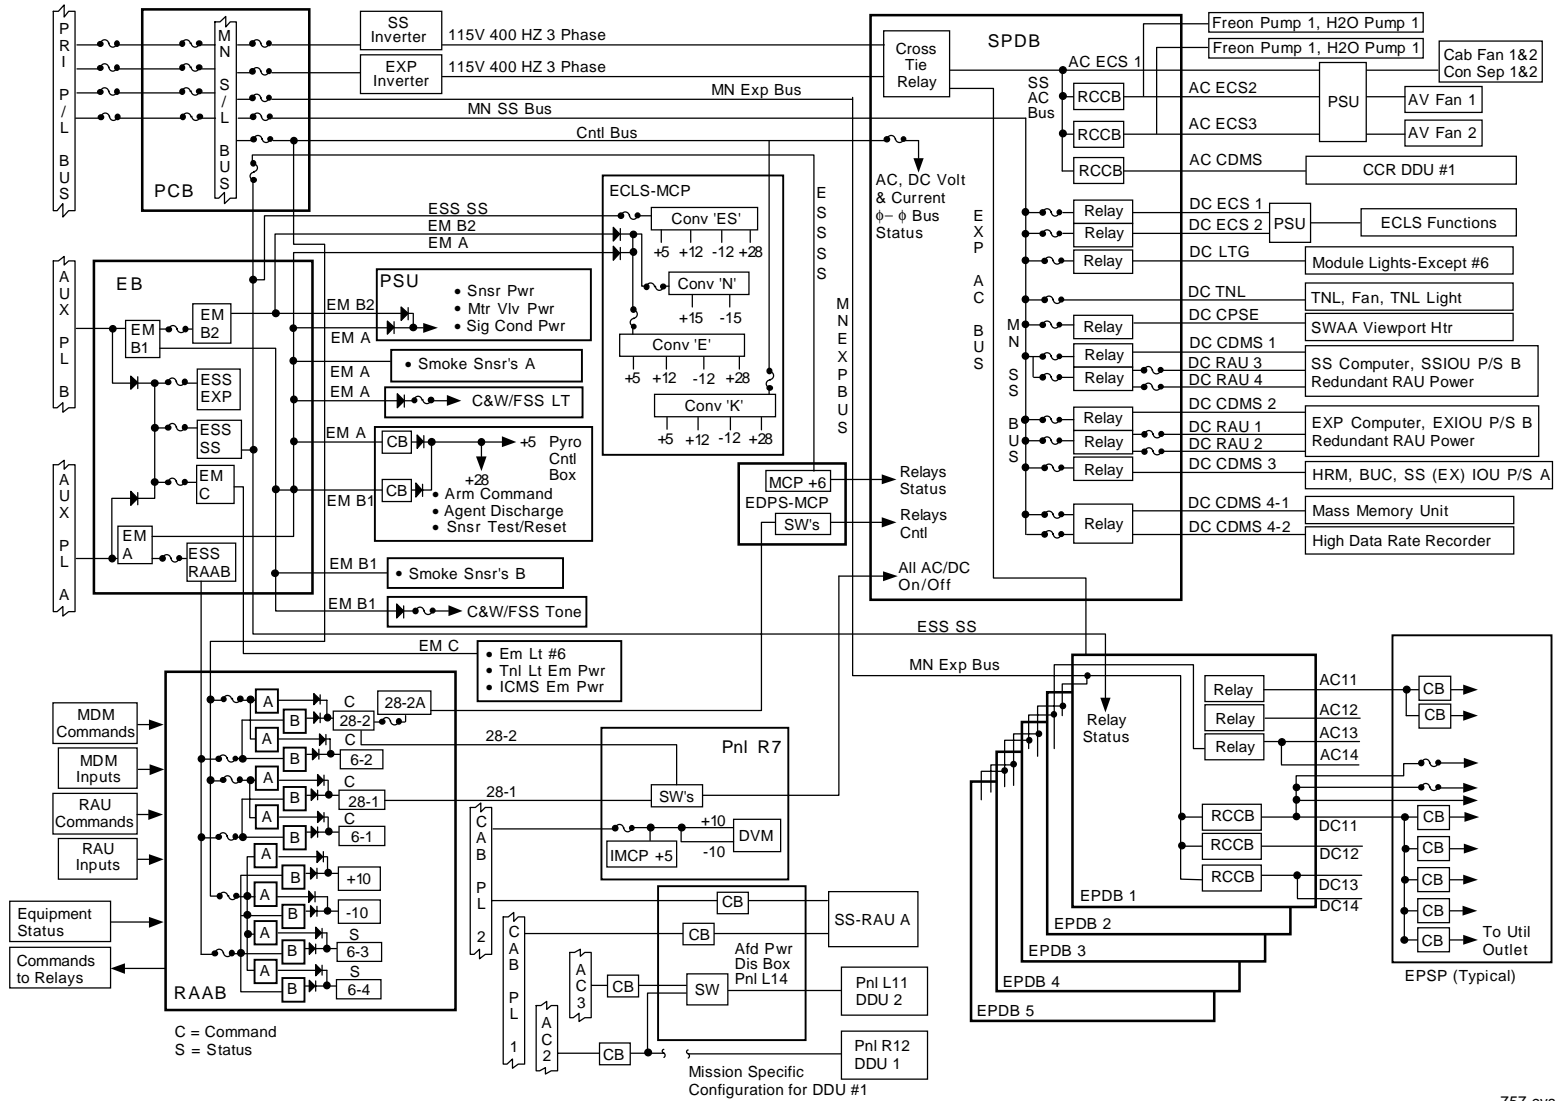 PRI P/L BUS
PCB
MN S/L BUS
SS
Inverter
115V 400 HZ 3 Phase
EXP
Inverter
115V 400 HZ 3 Phase
MN Exp Bus
MN SS Bus
Cntl Bus
SPDB
Cross
Tie
Relay
AC, DC Volt
& Current
ϕ– ϕ Bus
Status
EXP AC BUS
SS
AC
Bus
MN SS BUS
AC ECS 1
RCCB
AC ECS2
RCCB
AC ECS3
RCCB
AC CDMS
Freon Pump 1, H2O Pump 1
Freon Pump 1, H2O Pump 1
PSU
Cab Fan 1&2
Con Sep 1&2
AV Fan 1
AV Fan 2
CCR DDU #1
Relay
DC ECS 1
Relay
DC ECS 2
PSU
ECLS Functions
Relay
DC LTG
Module Lights-Except #6
DC TNL
TNL, Fan, TNL Light
Relay
DC CPSE
SWAA Viewport Htr
Relay
DC CDMS 1
Relay
DC RAU 3
DC RAU 4
SS Computer, SSIOU P/S B
Redundant RAU Power
Relay
DC CDMS 2
Relay
DC RAU 1
DC RAU 2
EXP Computer, EXIOU P/S B
Redundant RAU Power
Relay
DC CDMS 3
HRM, BUC, SS (EX) IOU P/S A
Relay
DC CDMS 4-1
Mass Memory Unit
DC CDMS 4-2
High Data Rate Recorder
Relays
Status
Relays
Cntl
All AC/DC
On/Off
ESS SS
MNEXPBUS
ESS SS
EM B2
EM A
ECLS-MCP
Conv 'ES'
+5 +12 -12 +28
Conv 'N'
+15 -15
Conv 'E'
+5 +12 -12 +28
Conv 'K'
+5 +12 -12 +28
MCP +6
EDPS-MCP
SW's
AUX PL B
AUX PL A
EB
EM
B1
EM
B2
ESS
EXP
ESS
SS
EM
C
EM
A
ESS
RAAB
EM B2
EM A
PSU
• Snsr Pwr
• Mtr Vlv Pwr
• Sig Cond Pwr
EM A
• Smoke Snsr's A
EM A
C&W/FSS LT
EM A
CB
+5
Pyro
Cntl
Box
+28
EM B1
CB
• Arm Command
• Agent Discharge
• Snsr Test/Reset
EM B1
• Smoke Snsr's B
EM B1
C&W/FSS Tone
EM C
• Em Lt #6
• Tnl Lt Em Pwr
• ICMS Em Pwr
ESS SS
MN Exp Bus
MDM
Commands
MDM
Inputs
RAU
Commands
RAU
Inputs
Equipment
Status
Commands
to Relays
RAAB
A
B
C
28-2
28-2A
A
B
C
6-2
A
B
C
28-1
A
B
C
6-1
A
B
+10
A
B
-10
A
B
S
6-3
A
B
S
6-4
C = Command
S = Status
28-2
28-1
Pnl R7
SW's
IMCP +5
+10
-10
DVM
CAB PL 2
CAB PL 1
CB
CB
SS-RAU A
Afd Pwr
Dis Box
Pnl L14
AC3
CB
SW
Pnl L11
DDU 2
AC2
CB
Pnl R12
DDU 1
Mission Specific
Configuration for DDU #1
Relay
Status
Relay
AC11
Relay
AC12
Relay
AC13
AC14
RCCB
DC11
RCCB
DC12
RCCB
DC13
DC14
EPDB 1
EPDB 2
EPDB 3
EPDB 4
EPDB 5
CB
CB
CB
CB
CB
CB
CB
To Util
Outlet
EPSP (Typical)